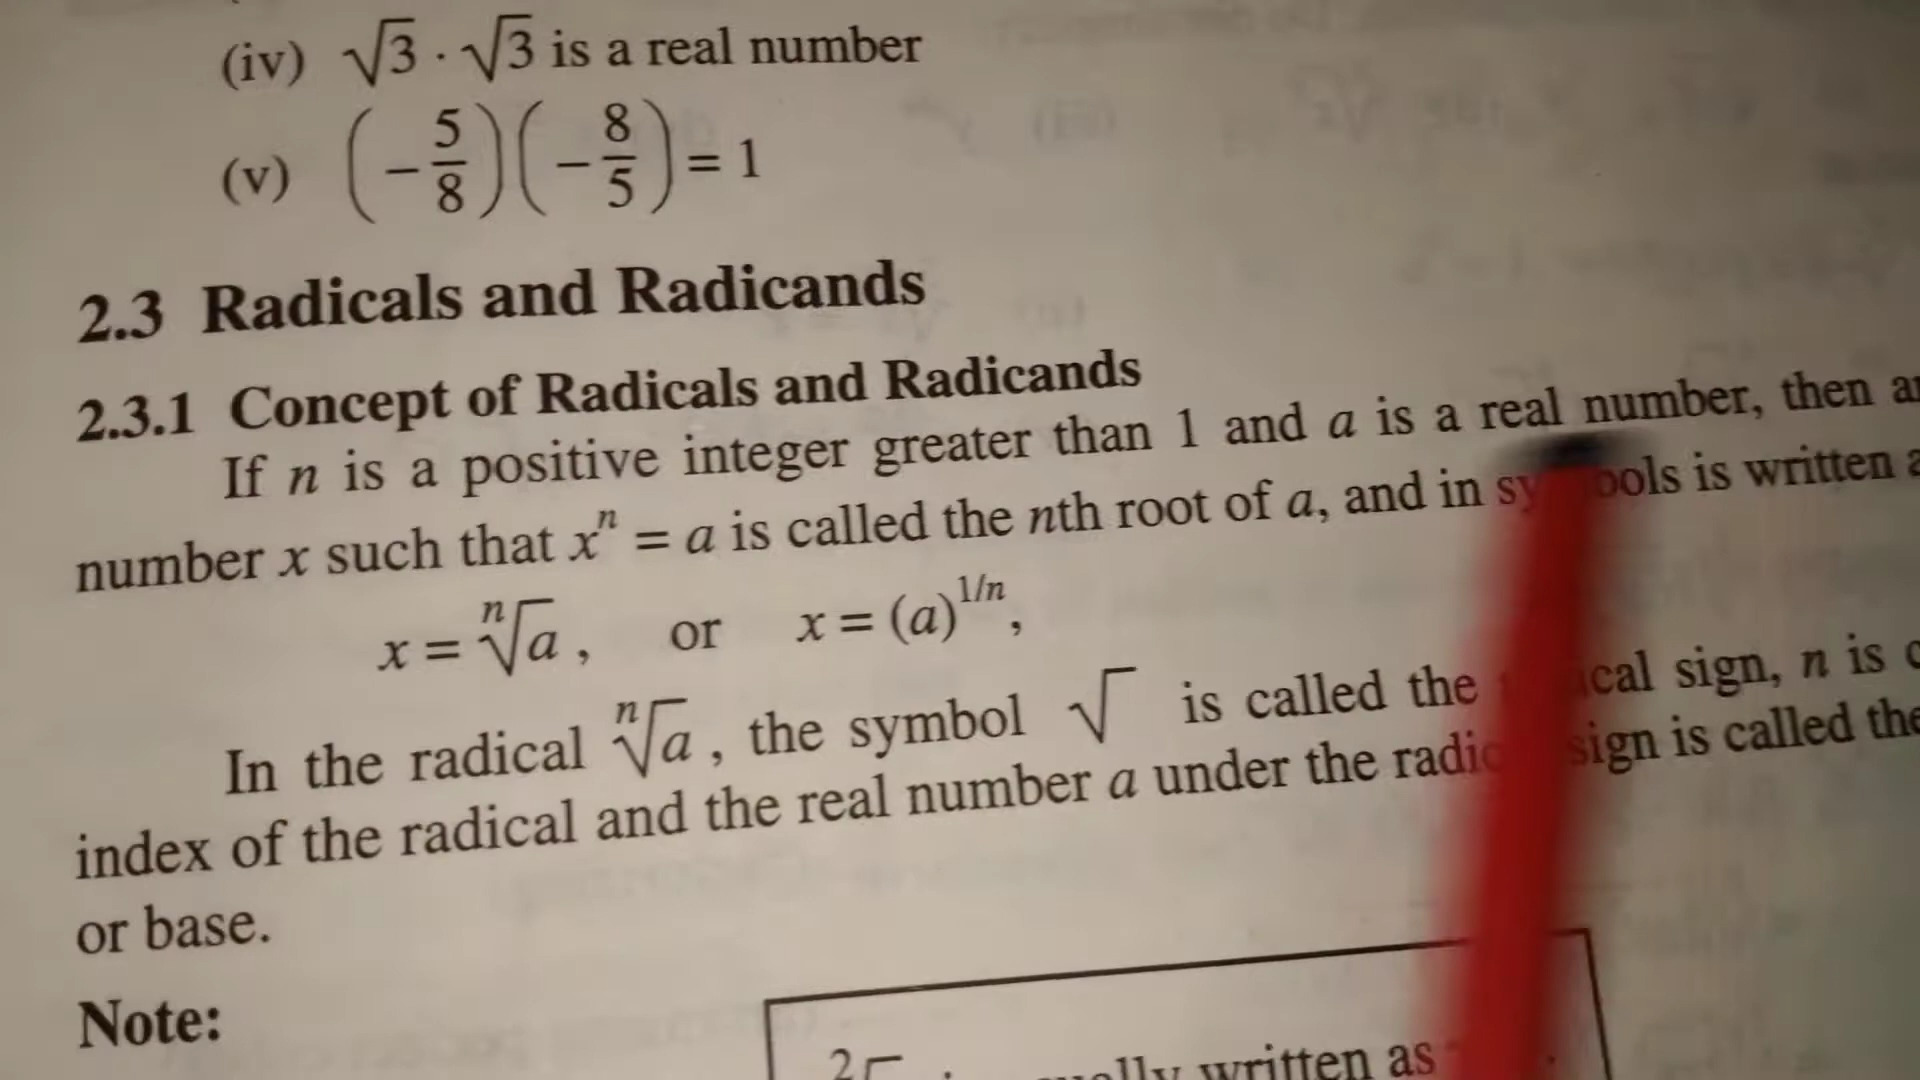 (iv) √3 · √3 is a real number
(v) (−5/8)(−8/5) = 1
2.3 Radicals and Radicands
2.3.1 Concept of Radicals and Radicands
If n is a positive integer greater than 1 and a is a real number, then
number x such that xⁿ = a is called the nth root of a, and in is written
x = ⁿ√a, or x = (a)^1/n,
In the radical ⁿ√a, the symbol √ is called the sign, n is
index of the radical and the real number a under the sign is called the
or base.
Note:
written as